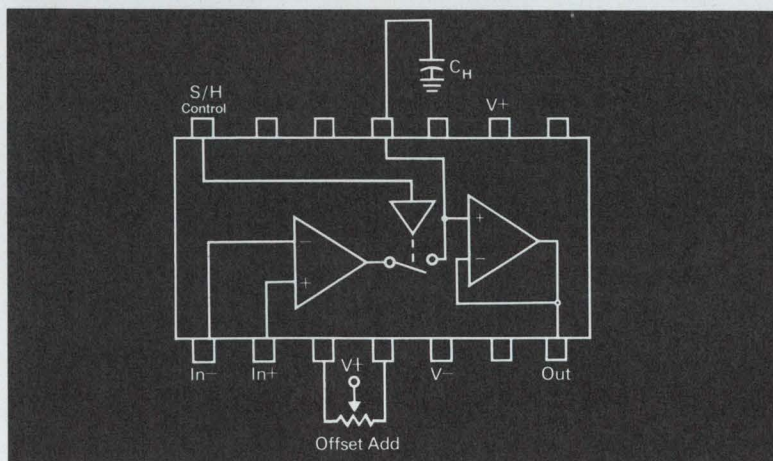 C_H
S/H
Control
V+
−
+
+
−
In−
In+
V+
V−
Out
Offset Add